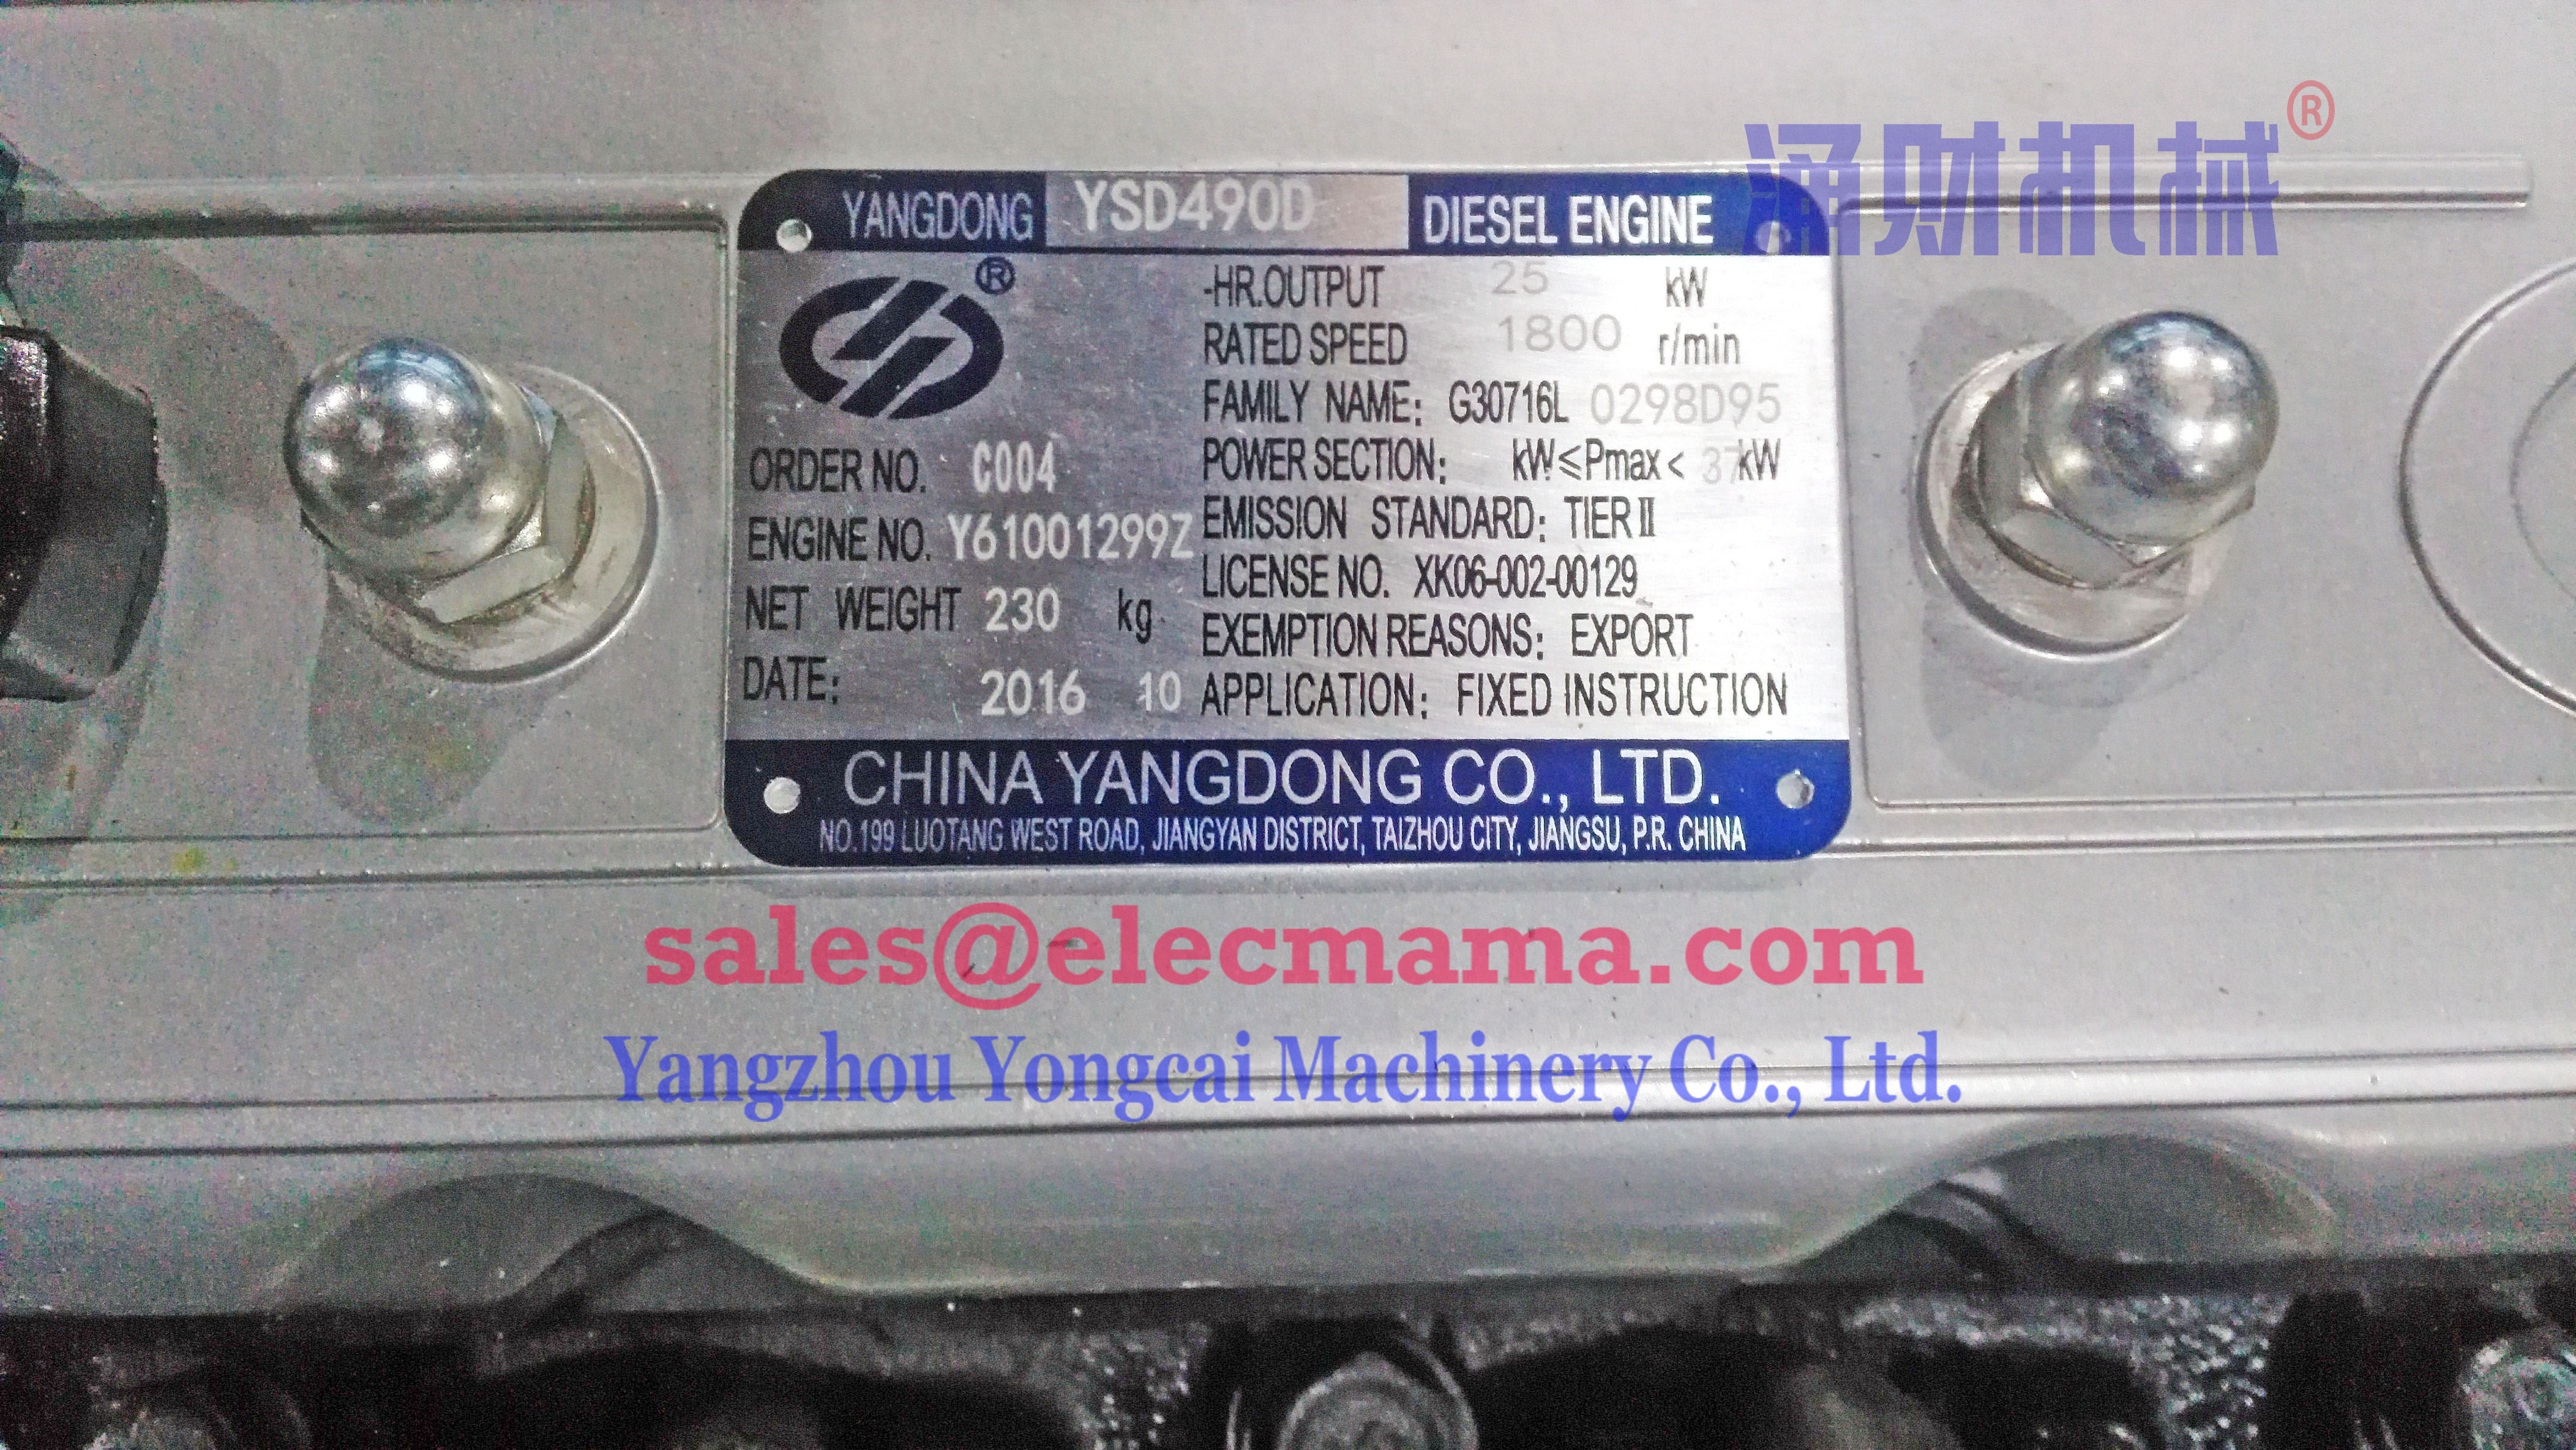 通财机械®
YANGDONG YSD490D DIESEL ENGINE
®
-HR.OUTPUT 25 kW
RATED SPEED 1800 r/min
FAMILY NAME: G30716L 0298D95
POWER SECTION: kW≤Pmax< 37kW
EMISSION STANDARD: TIER II
LICENSE NO. XK06-002-00129
EXEMPTION REASONS: EXPORT
APPLICATION: FIXED INSTRUCTION
ORDER NO. C004
ENGINE NO. Y61001299Z
NET WEIGHT 230 kg
DATE: 2016 10
CHINA YANGDONG CO., LTD.
NO.199 LUOTANG WEST ROAD, JIANGYAN DISTRICT, TAIZHOU CITY, JIANGSU, P.R. CHINA
sales@elecmama.com
Yangzhou Yongcai Machinery Co., Ltd.